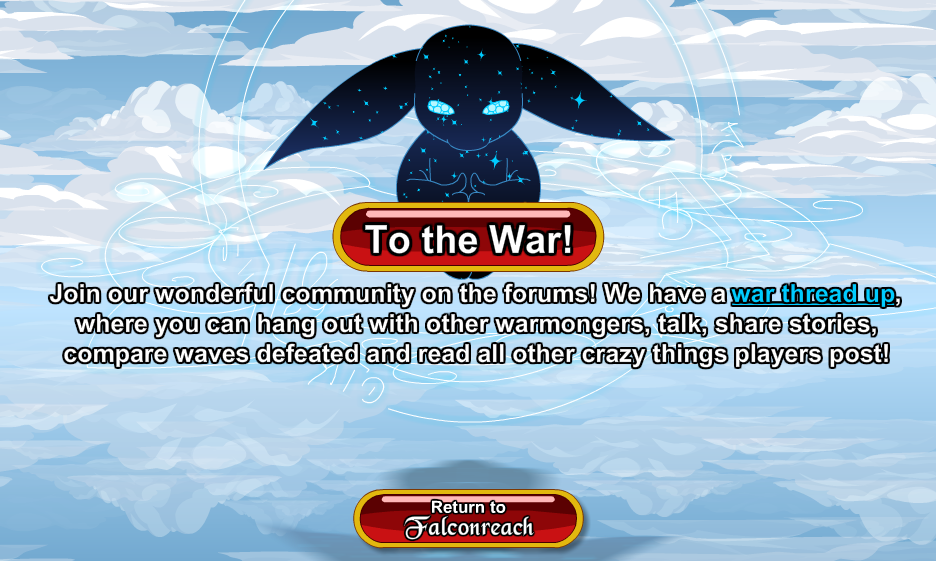 To the War!
Join our wonderful community on the forums! We have a war thread up,
where you can hang out with other warmongers, talk, share stories,
compare waves defeated and read all other crazy things players post!
Return to
Falconreach